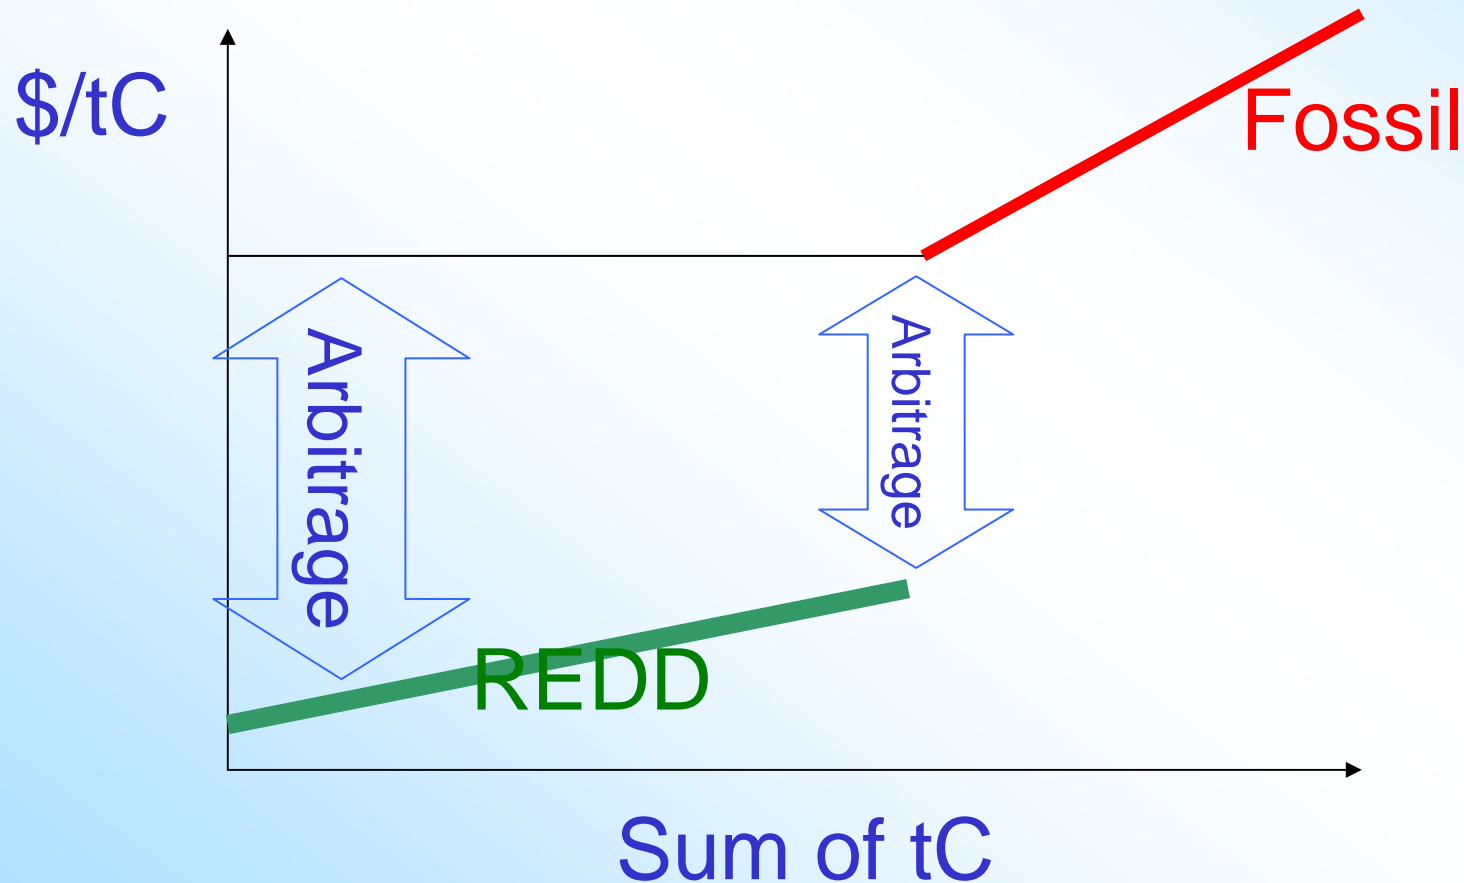 $/tC
Fossil
Arbitrage
Arbitrage
REDD
Sum of tC